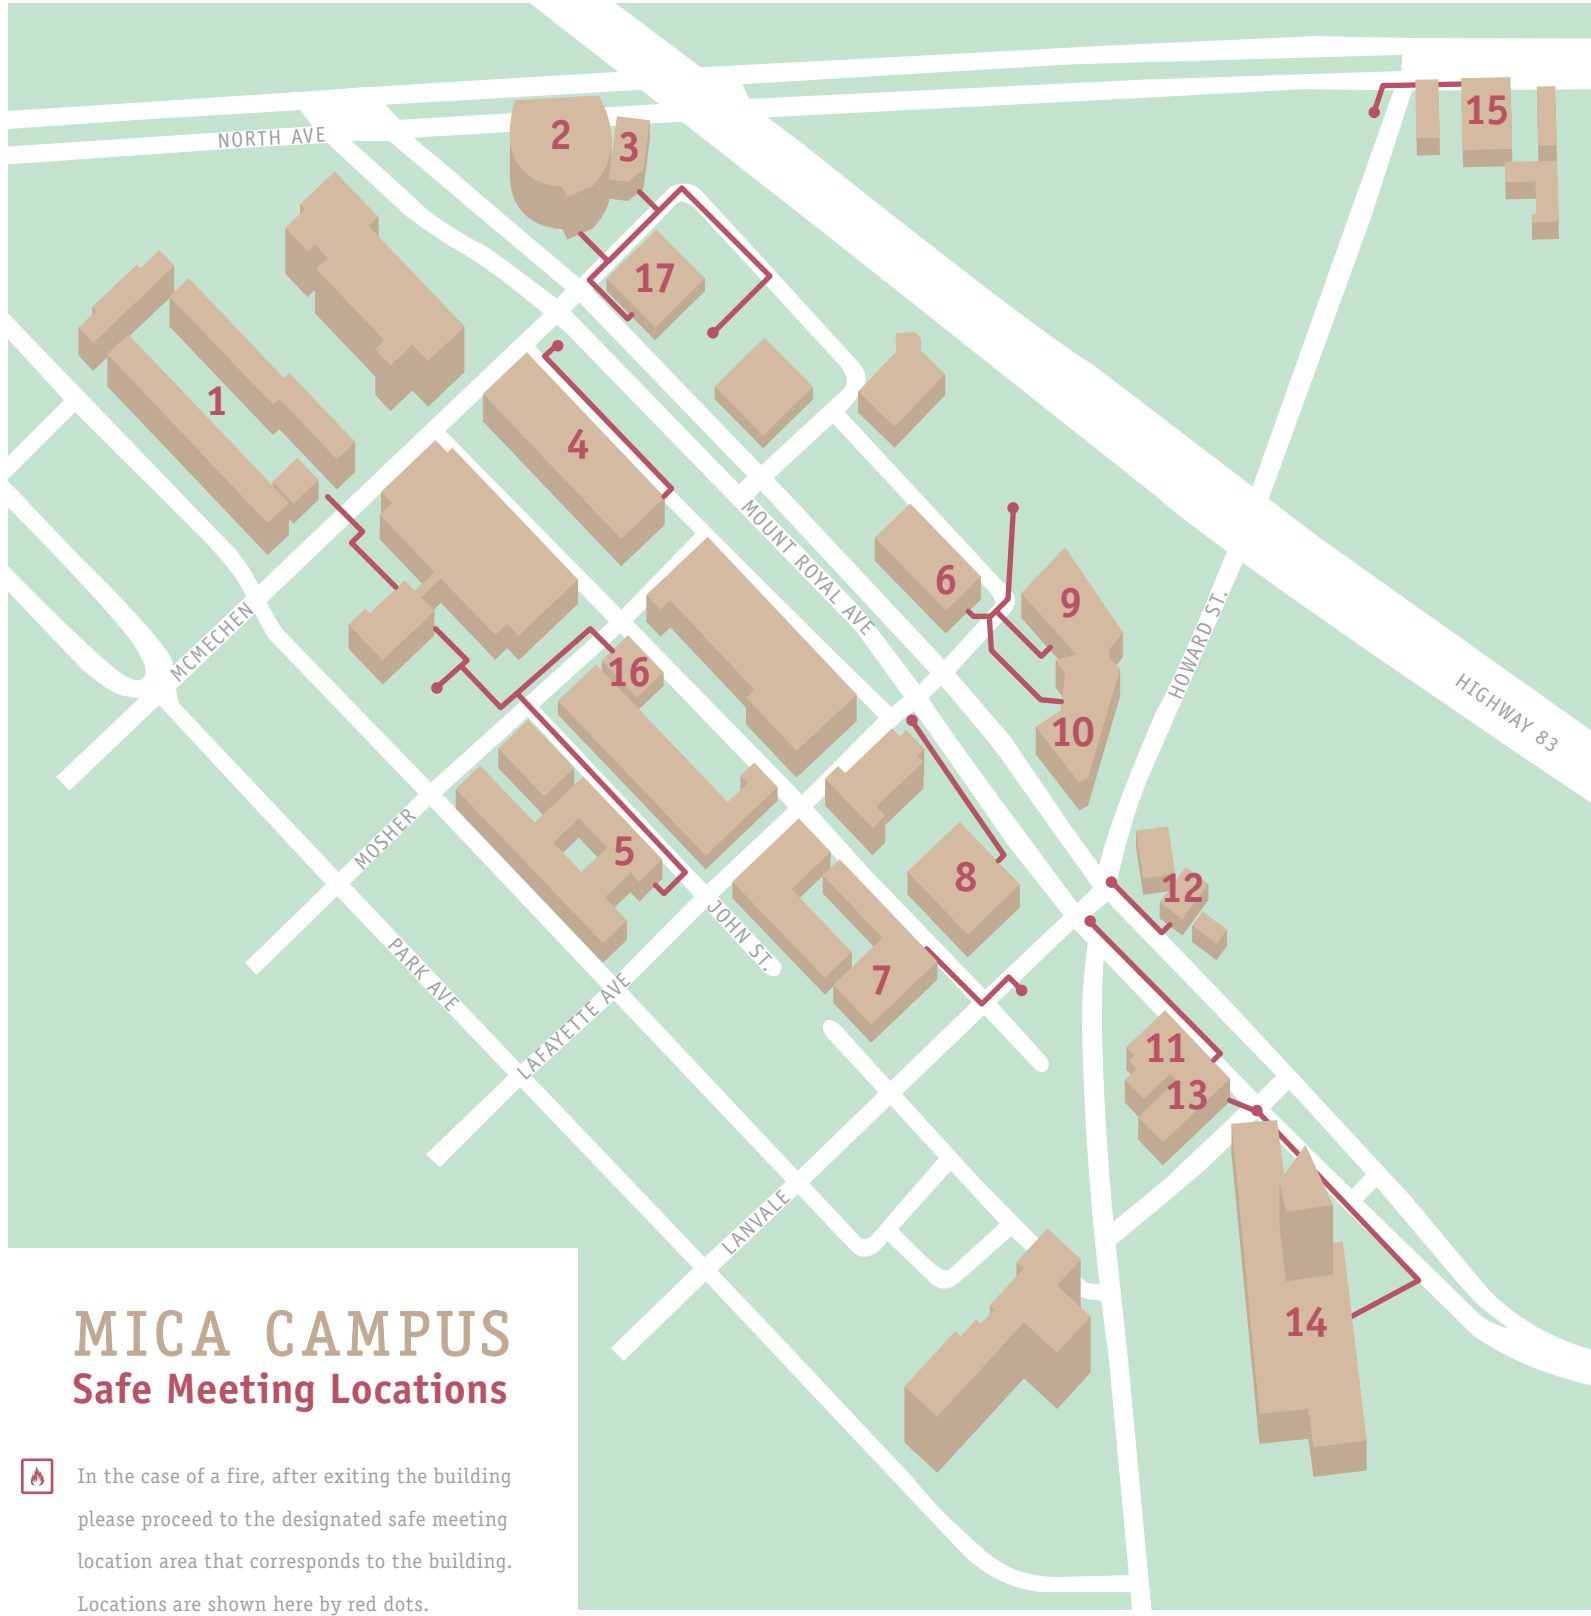 NORTH AVE
2
3
15
17
1
4
MOUNT ROYAL AVE
6
9
HOWARD ST.
MCMECHEN
16
10
HIGHWAY 83
MOSHER
5
8
12
PARK AVE
JOHN ST.
7
LAFAYETTE AVE
11
13
LANVALE
14
MICA CAMPUS
Safe Meeting Locations
In the case of a fire, after exiting the building
please proceed to the designated safe meeting
location area that corresponds to the building.
Locations are shown here by red dots.